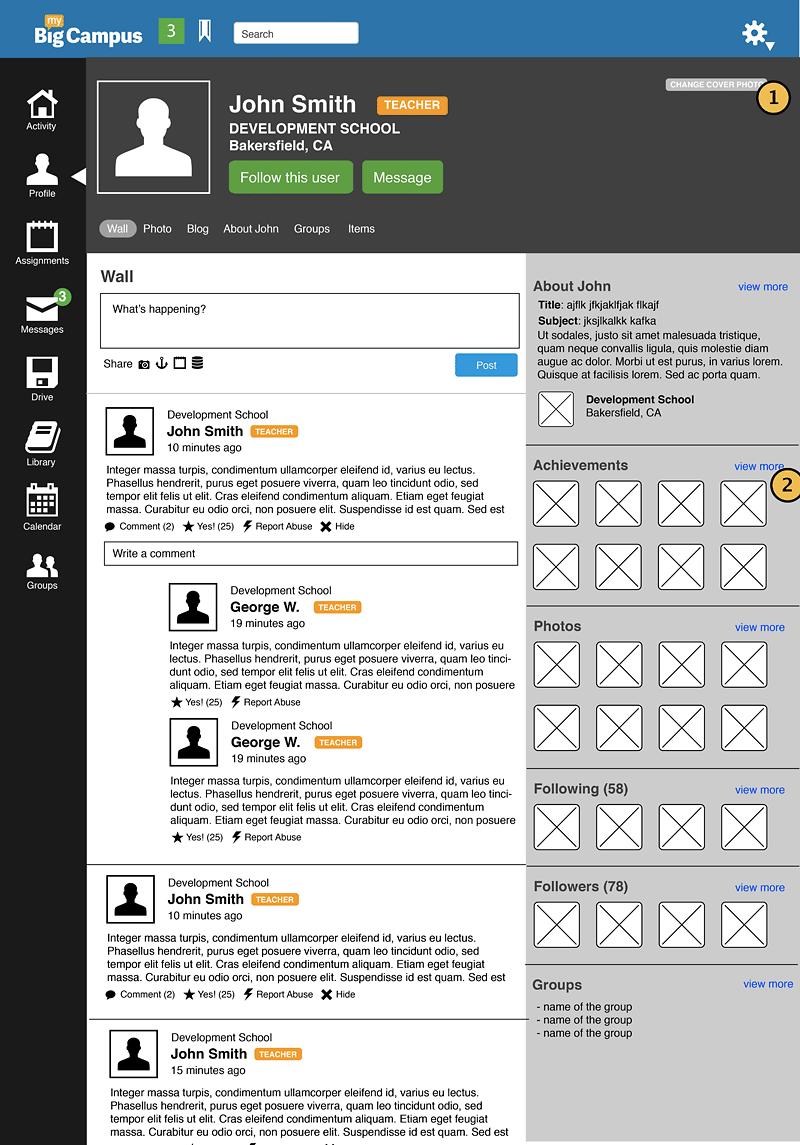 my
BigCampus
3
Search
CHANGE COVER PHOTO
1
John Smith TEACHER
DEVELOPMENT SCHOOL
Bakersfield, CA
Follow this user Message
Wall Photo Blog About John Groups Items
Activity
Profile
Assignments
3
Messages
Drive
Library
Calendar
Groups
Wall
What's happening?
Share
Post
Development School
John Smith TEACHER
10 minutes ago
Integer massa turpis, condimentum ullamcorper eleifend id, varius eu lectus.
Phasellus hendrerit, purus eget posuere viverra, quam leo tincidunt odio, sed
tempor elit felis ut elit. Cras eleifend condimentum aliquam. Etiam eget feugiat
massa. Curabitur eu odio orci, non posuere elit. Suspendisse id est quam. Sed est
Comment (2) Yes! (25) Report Abuse Hide
Write a comment
Development School
George W. TEACHER
19 minutes ago
Integer massa turpis, condimentum ullamcorper eleifend id, varius eu
lectus. Phasellus hendrerit, purus eget posuere viverra, quam leo tinci-
dunt odio, sed tempor elit felis ut elit. Cras eleifend condimentum
aliquam. Etiam eget feugiat massa. Curabitur eu odio orci, non posuere
Yes! (25) Report Abuse
Development School
George W. TEACHER
19 minutes ago
Integer massa turpis, condimentum ullamcorper eleifend id, varius eu
lectus. Phasellus hendrerit, purus eget posuere viverra, quam leo tinci-
dunt odio, sed tempor elit felis ut elit. Cras eleifend condimentum
aliquam. Etiam eget feugiat massa. Curabitur eu odio orci, non posuere
Yes! (25) Report Abuse
Development School
John Smith TEACHER
10 minutes ago
Integer massa turpis, condimentum ullamcorper eleifend id, varius eu lectus.
Phasellus hendrerit, purus eget posuere viverra, quam leo tincidunt odio, sed
tempor elit felis ut elit. Cras eleifend condimentum aliquam. Etiam eget feugiat
massa. Curabitur eu odio orci, non posuere elit. Suspendisse id est quam. Sed est
Comment (2) Yes! (25) Report Abuse Hide
Development School
John Smith TEACHER
15 minutes ago
Integer massa turpis, condimentum ullamcorper eleifend id, varius eu lectus.
Phasellus hendrerit, purus eget posuere viverra, quam leo tincidunt odio, sed
tempor elit felis ut elit. Cras eleifend condimentum aliquam. Etiam eget feugiat
massa. Curabitur eu odio orci, non posuere elit. Suspendisse id est quam. Sed est
About John view more
Title: ajflk jfkjaklfjak flkajf
Subject: jksjlkalkk kafka
Ut sodales, justo sit amet malesuada tristique,
quam neque convallis ligula, quis molestie diam
augue ac dolor. Morbi ut est purus, in varius lorem.
Quisque at facilisis lorem. Sed ac porta quam.
Development School
Bakersfield, CA
Achievements view more
2
Photos view more
Following (58) view more
Followers (78) view more
Groups view more
- name of the group
- name of the group
- name of the group